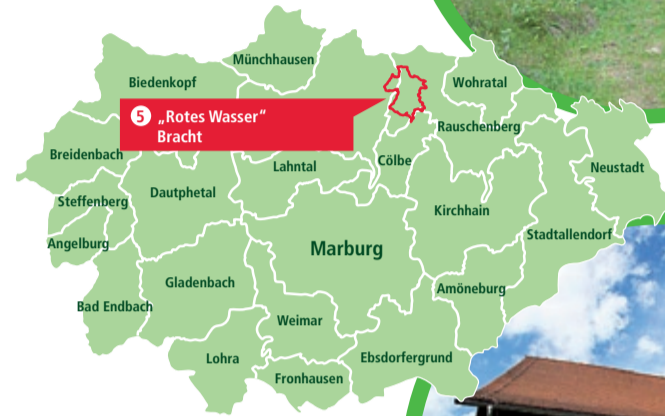 Münchhausen
Biedenkopf
Wohratal
5 „Rotes Wasser“
Bracht
Rauschenberg
Breidenbach
Lahntal
Cölbe
Neustadt
Dautphetal
Steffenberg
Kirchhain
Stadtallendorf
Angelburg
Marburg
Gladenbach
Amöneburg
Bad Endbach
Weimar
Lohra
Ebsdorfergrund
Fronhausen